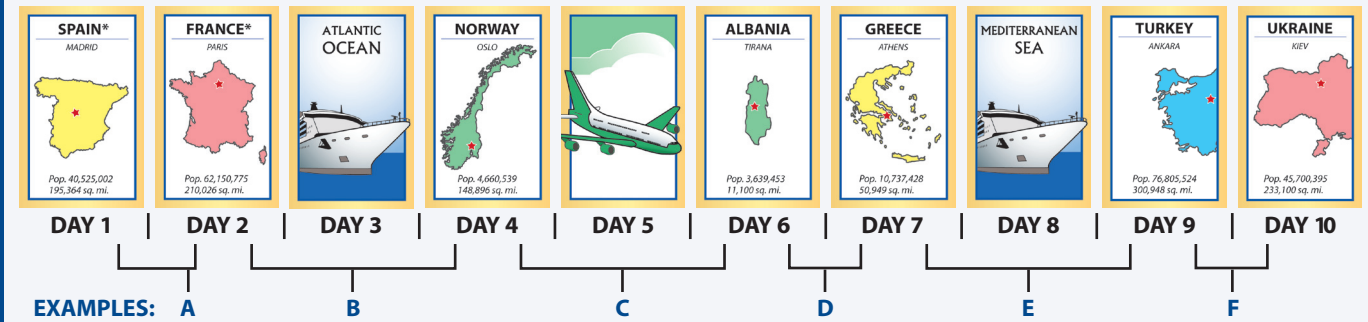 SPAIN*
MADRID
Pop. 40,525,002
195,364 sq. mi.
FRANCE*
PARIS
Pop. 62,150,775
210,026 sq. mi.
ATLANTIC
OCEAN
NORWAY
OSLO
Pop. 4,660,539
148,896 sq. mi.
ALBANIA
TIRANA
Pop. 3,639,453
11,100 sq. mi.
GREECE
ATHENS
Pop. 10,737,428
50,949 sq. mi.
MEDITERRANEAN
SEA
TURKEY
ANKARA
Pop. 76,805,524
300,948 sq. mi.
UKRAINE
KIEV
Pop. 45,700,395
233,100 sq. mi.
DAY 1 | DAY 2 | DAY 3 | DAY 4 | DAY 5 | DAY 6 | DAY 7 | DAY 8 | DAY 9 | DAY 10
EXAMPLES: A B C D E F